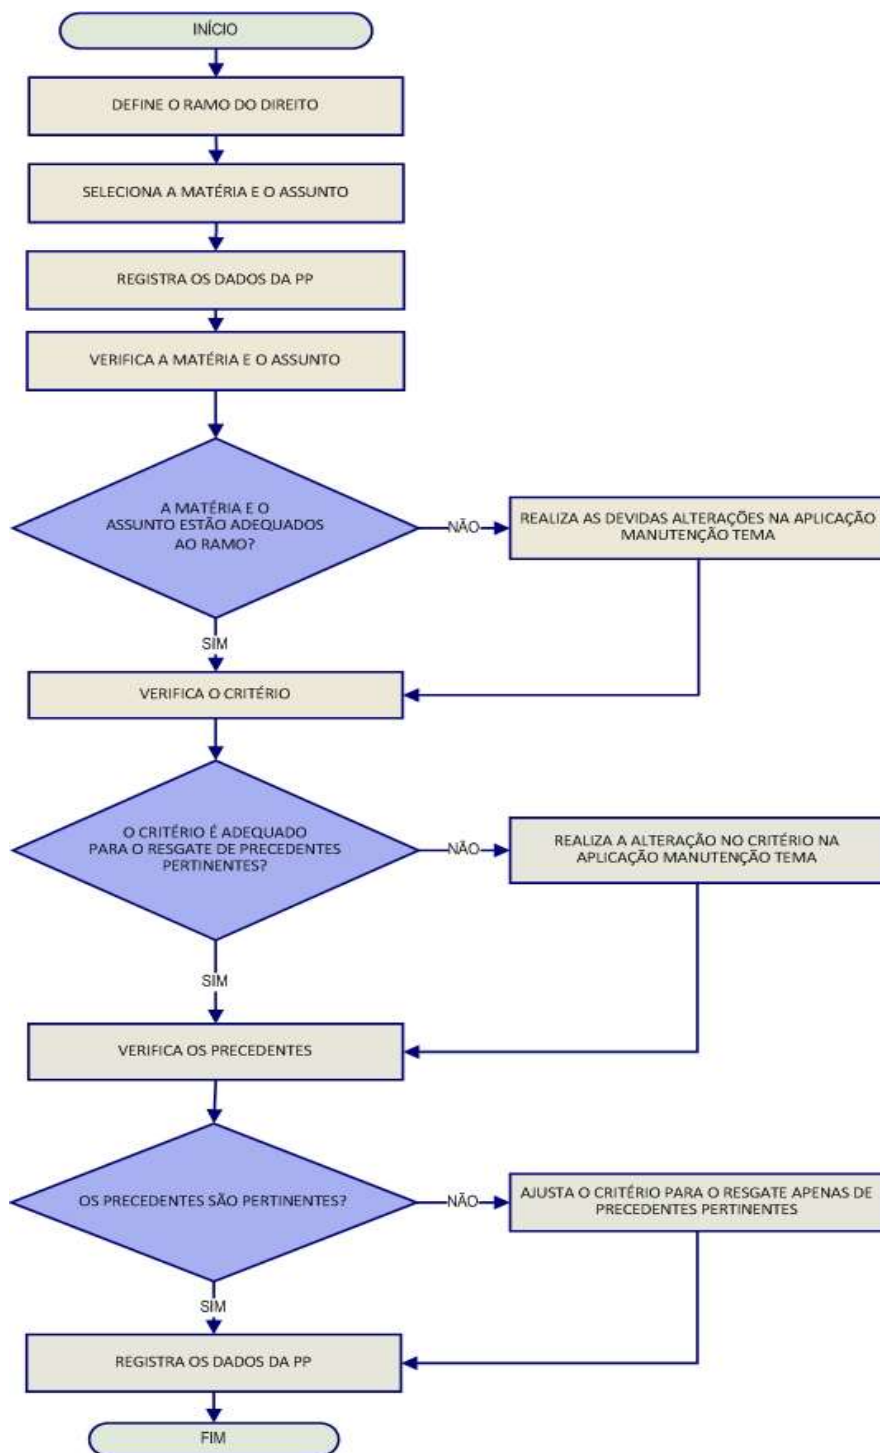 INÍCIO
DEFINE O RAMO DO DIREITO
SELECIONA A MATÉRIA E O ASSUNTO
REGISTRA OS DADOS DA PP
VERIFICA A MATÉRIA E O ASSUNTO
A MATÉRIA E O
ASSUNTO ESTÃO ADEQUADOS
AO RAMO?
NÃO
REALIZA AS DEVIDAS ALTERAÇÕES NA APLICAÇÃO
MANUTENÇÃO TEMA
SIM
VERIFICA O CRITÉRIO
O CRITÉRIO É ADEQUADO
PARA O RESGATE DE PRECEDENTES
PERTINENTES?
NÃO
REALIZA A ALTERAÇÃO NO CRITÉRIO NA
APLICAÇÃO MANUTENÇÃO TEMA
SIM
VERIFICA OS PRECEDENTES
OS PRECEDENTES SÃO PERTINENTES?
NÃO
AJUSTA O CRITÉRIO PARA O RESGATE APENAS DE
PRECEDENTES PERTINENTES
SIM
REGISTRA OS DADOS DA PP
FIM